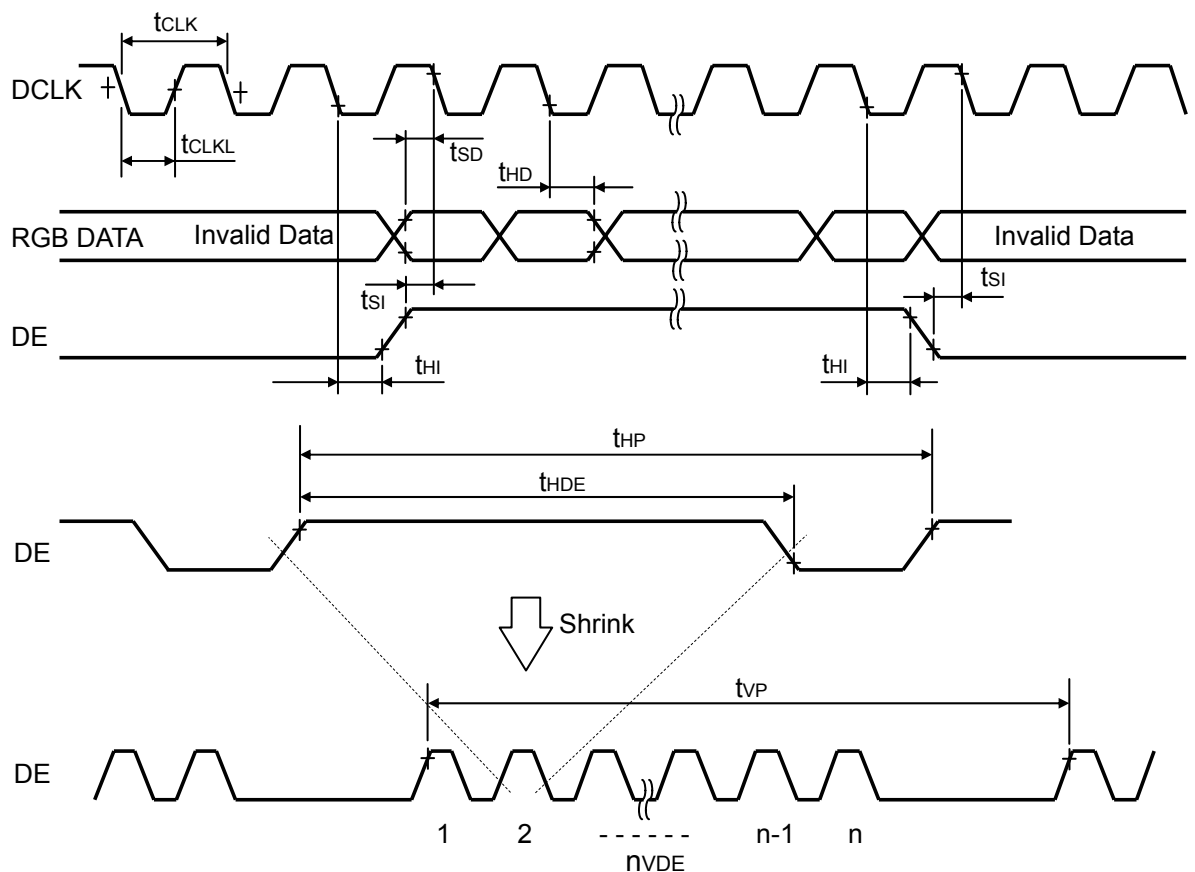 tCLK
DCLK
tCLKL
tSD
tHD
RGB DATA
Invalid Data
Invalid Data
tSI
tSI
DE
tHI
tHI
tHP
tHDE
DE
Shrink
tVP
DE
1 2 n-1 n
nVDE